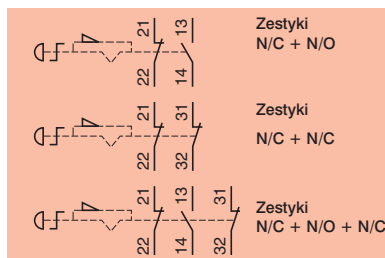 21 13 Zestyki
N/C + N/O
22 14
21 31 Zestyki
N/C + N/C
22 32
21 13 31 Zestyki
N/C + N/O + N/C
22 14 32